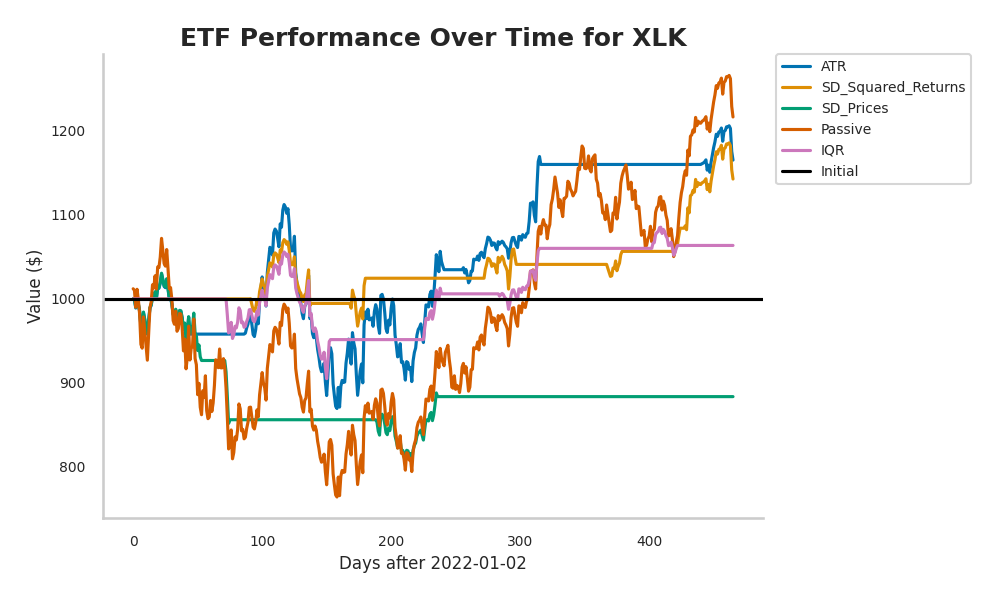 ETF Performance Over Time for XLK
ATR
SD_Squared_Returns
SD_Prices
Passive
IQR
Initial
Value ($)
1200
1100
1000
900
800
0 100 200 300 400
Days after 2022-01-02